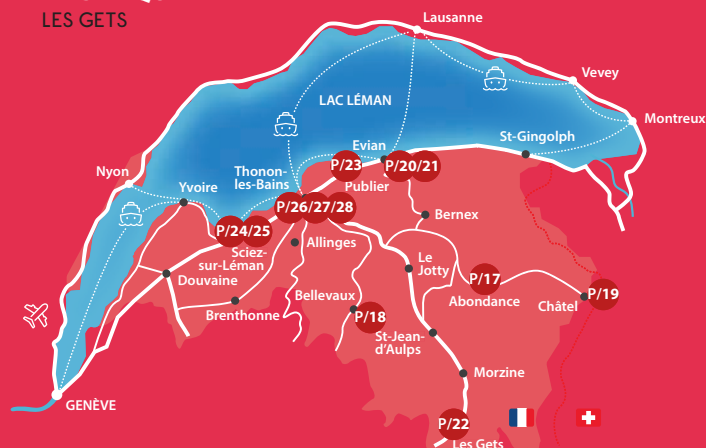 LES GETS
Lausanne
Vevey
LAC LÉMAN
Montreux
St-Gingolph
Evian
Nyon
Thonon-
les-Bains
P/23
P/20/21
Publier
Yvoire
P/26/27/28
Bernex
P/24/25
Sciez-
sur-Léman
Allinges
Douvaine
Le
Jotty
P/17
Abondance
Châtel
P/19
Bellevaux
Brenthonne
P/18
St-Jean-
d'Aulps
Morzine
GENÈVE
P/22
Les Gets